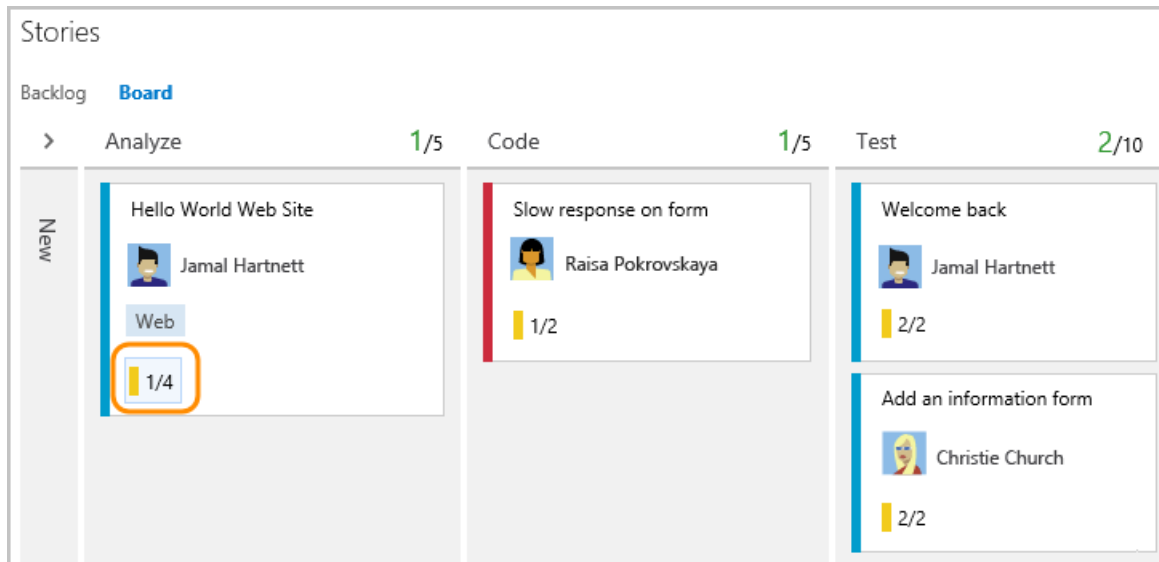 Stories
Backlog Board
> Analyze 1/5 Code 1/5 Test 2/10
New
Hello World Web Site
Jamal Hartnett
Web
1/4
Slow response on form
Raisa Pokrovskaya
1/2
Welcome back
Jamal Hartnett
2/2
Add an information form
Christie Church
2/2